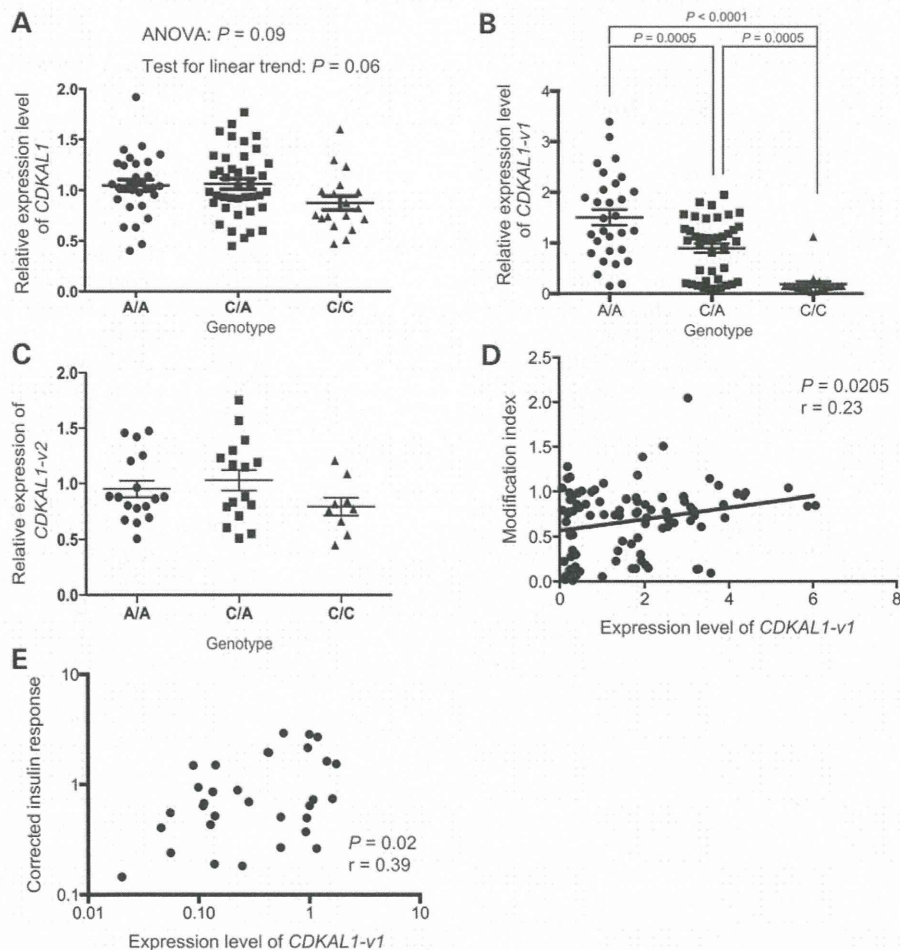 A
ANOVA: P = 0.09
Test for linear trend: P = 0.06
Relative expression level
of CDKAL1
2.0
1.5
1.0
0.5
0.0
A/A C/A C/C
Genotype
B
P < 0.0001
P = 0.0005 P = 0.0005
Relative expression level
of CDKAL1-v1
4
3
2
1
0
A/A C/A C/C
Genotype
C
Relative expression of
CDKAL1-v2
2.0
1.5
1.0
0.5
0.0
A/A C/A C/C
Genotype
D
P = 0.0205
r = 0.23
Modification index
2.5
2.0
1.5
1.0
0.5
0.0
0 2 4 6 8
Expression level of CDKAL1-v1
E
Corrected insulin response
10
1
0.1
P = 0.02
r = 0.39
0.01 0.10 1 10
Expression level of CDKAL1-v1